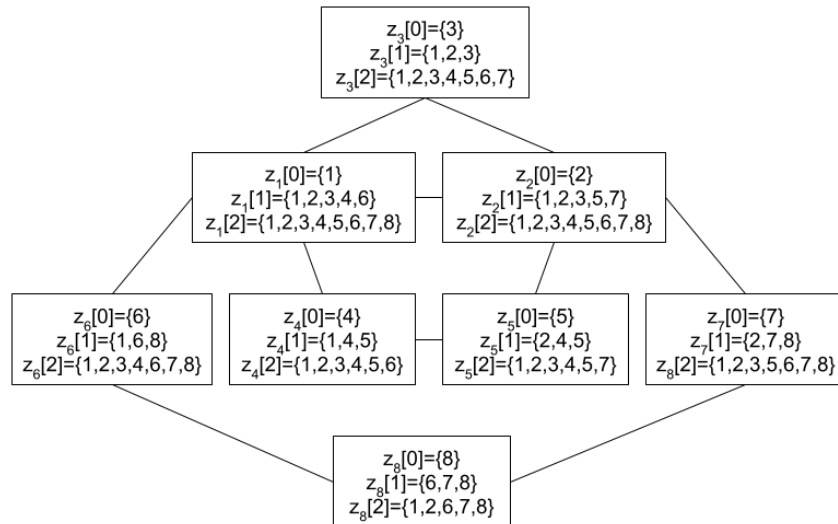 z₃[0]={3}
z₃[1]={1,2,3}
z₃[2]={1,2,3,4,5,6,7}
z₁[0]={1}
z₁[1]={1,2,3,4,6}
z₁[2]={1,2,3,4,5,6,7,8}
z₂[0]={2}
z₂[1]={1,2,3,5,7}
z₂[2]={1,2,3,4,5,6,7,8}
z₆[0]={6}
z₆[1]={1,6,8}
z₆[2]={1,2,3,4,6,7,8}
z₄[0]={4}
z₄[1]={1,4,5}
z₄[2]={1,2,3,4,5,6}
z₅[0]={5}
z₅[1]={2,4,5}
z₅[2]={1,2,3,4,5,7}
z₇[0]={7}
z₇[1]={2,7,8}
z₈[2]={1,2,3,5,6,7,8}
z₈[0]={8}
z₈[1]={6,7,8}
z₈[2]={1,2,6,7,8}